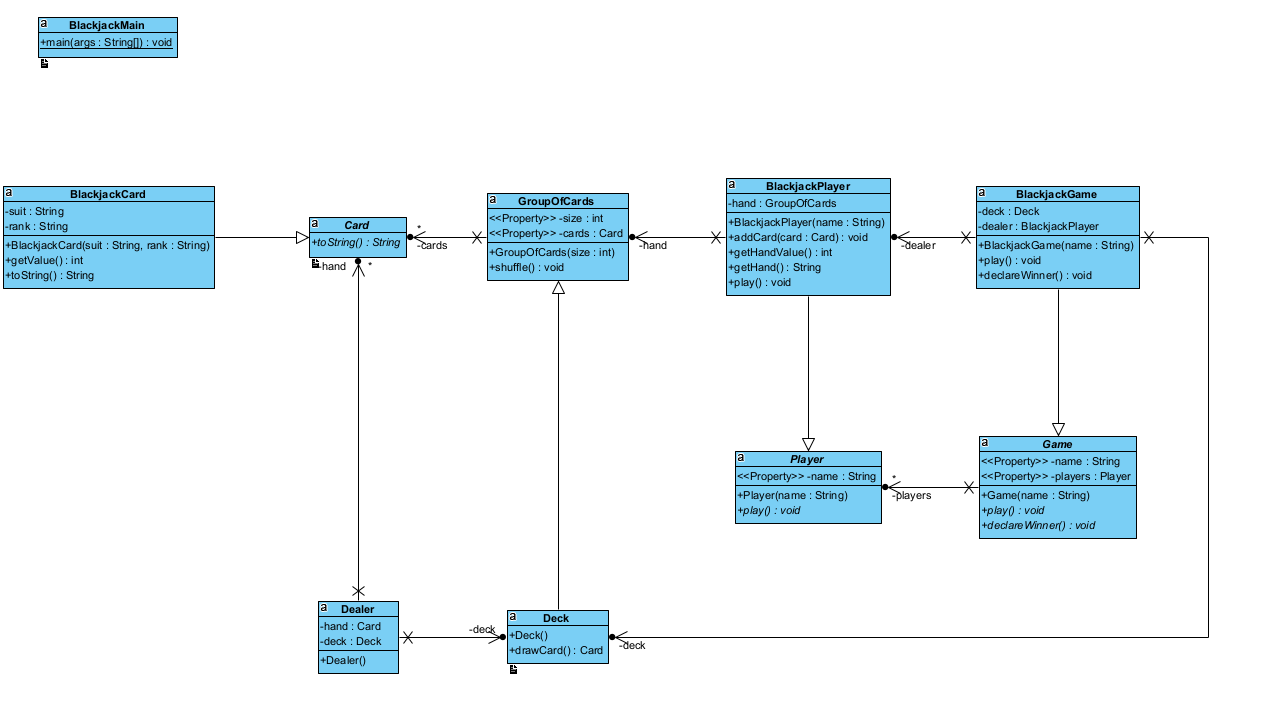 a
BlackjackMain
+main(args : String[]) : void
a
BlackjackCard
-suit : String
-rank : String
+BlackjackCard(suit : String, rank : String)
+getValue() : int
+toString() : String
a
Card
+toString() : String
-hand
*
*
-cards
a
GroupOfCards
<<Property>> -size : int
<<Property>> -cards : Card
+GroupOfCards(size : int)
+shuffle() : void
-hand
a
BlackjackPlayer
-hand : GroupOfCards
+BlackjackPlayer(name : String)
+addCard(card : Card) : void
+getHandValue() : int
+getHand() : String
+play() : void
-dealer
a
BlackjackGame
-deck : Deck
-dealer : BlackjackPlayer
+BlackjackGame(name : String)
+play() : void
+declareWinner() : void
a
Player
<<Property>> -name : String
+Player(name : String)
+play() : void
*
-players
a
Game
<<Property>> -name : String
<<Property>> -players : Player
+Game(name : String)
+play() : void
+declareWinner() : void
a
Dealer
-hand : Card
-deck : Deck
+Dealer()
-deck
a
Deck
+Deck()
+drawCard() : Card
-deck